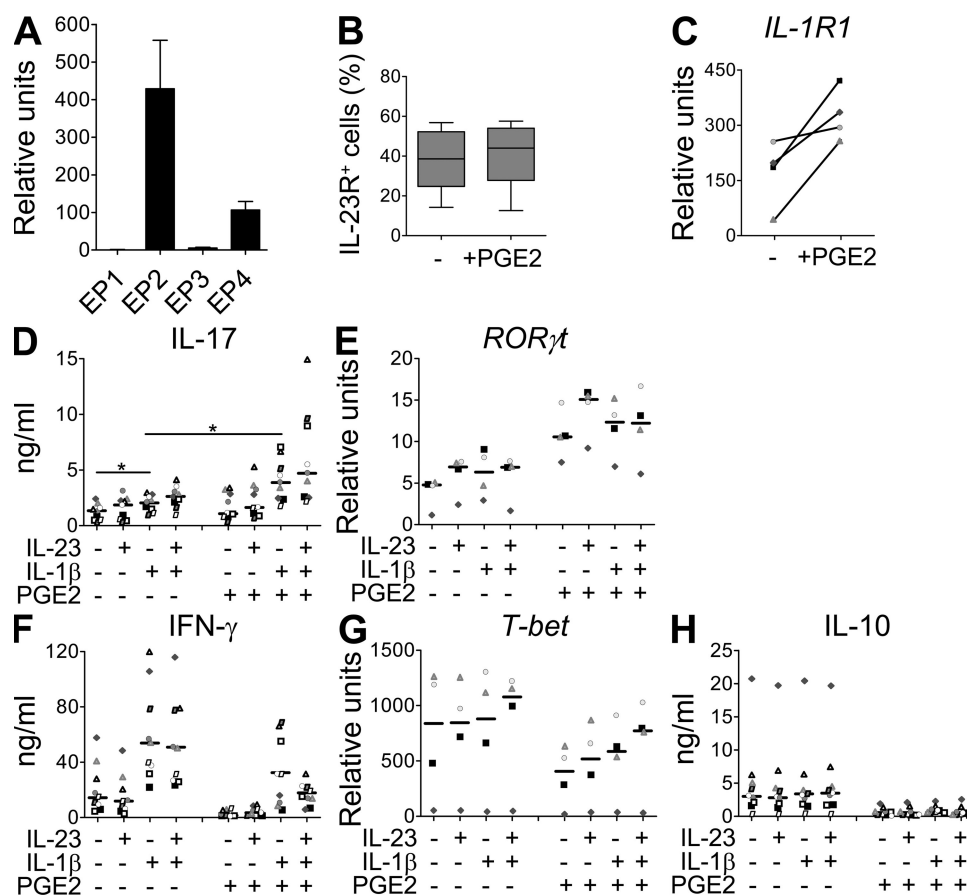 A
Relative units
600
500
400
300
200
100
0
EP1 EP2 EP3 EP4
B
IL-23R⁺ cells (%)
80
60
40
20
0
- +PGE2
C
IL-1R1
Relative units
450
300
150
0
- +PGE2
D
IL-17
ng/ml
15
10
5
0
* *
IL-23 - + - + - + - +
IL-1β - - + + - - + +
PGE2 - - - - + + + +
E
RORγt
Relative units
20
15
10
5
0
IL-23 - + - + - + - +
IL-1β - - + + - - + +
PGE2 - - - - + + + +
F
IFN-γ
ng/ml
120
80
40
0
IL-23 - + - + - + - +
IL-1β - - + + - - + +
PGE2 - - - - + + + +
G
T-bet
Relative units
1500
1000
500
0
IL-23 - + - + - + - +
IL-1β - - + + - - + +
PGE2 - - - - + + + +
H
IL-10
ng/ml
25
20
15
10
5
0
IL-23 - + - + - + - +
IL-1β - - + + - - + +
PGE2 - - - - + + + +